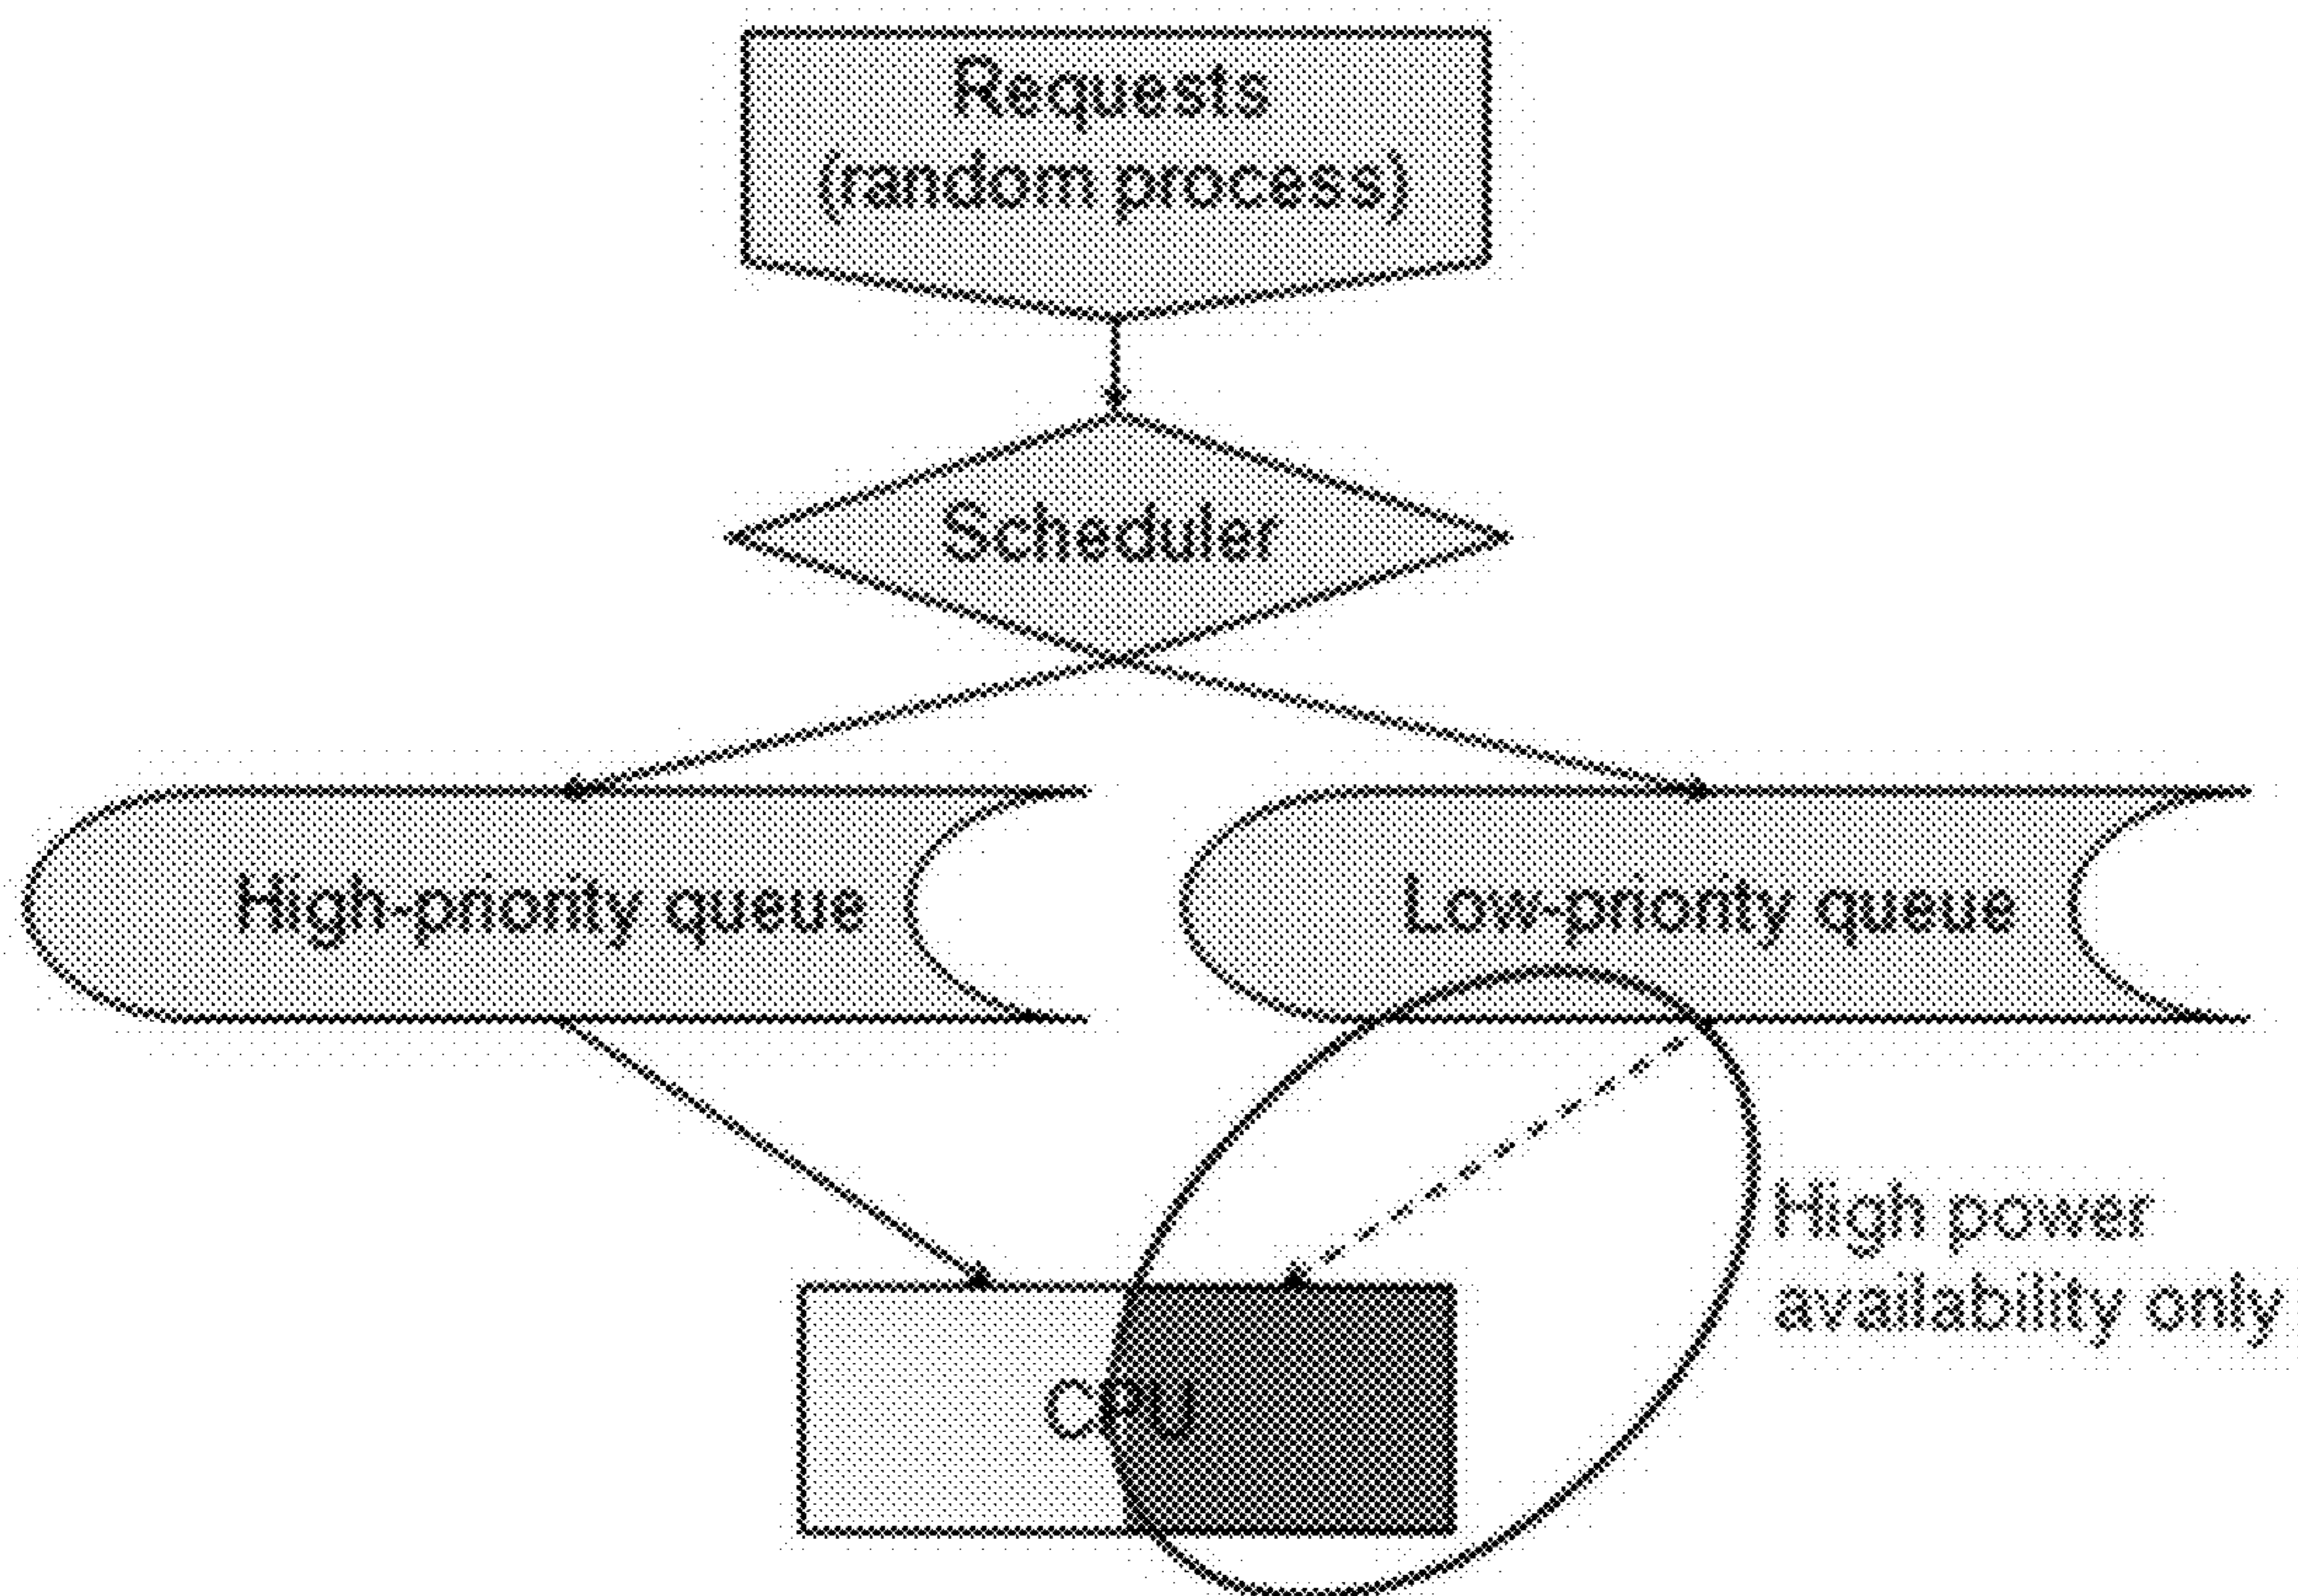 Requests
(random process)
Scheduler
High-priority queue
Low-priority queue
High power
availability only
CPU